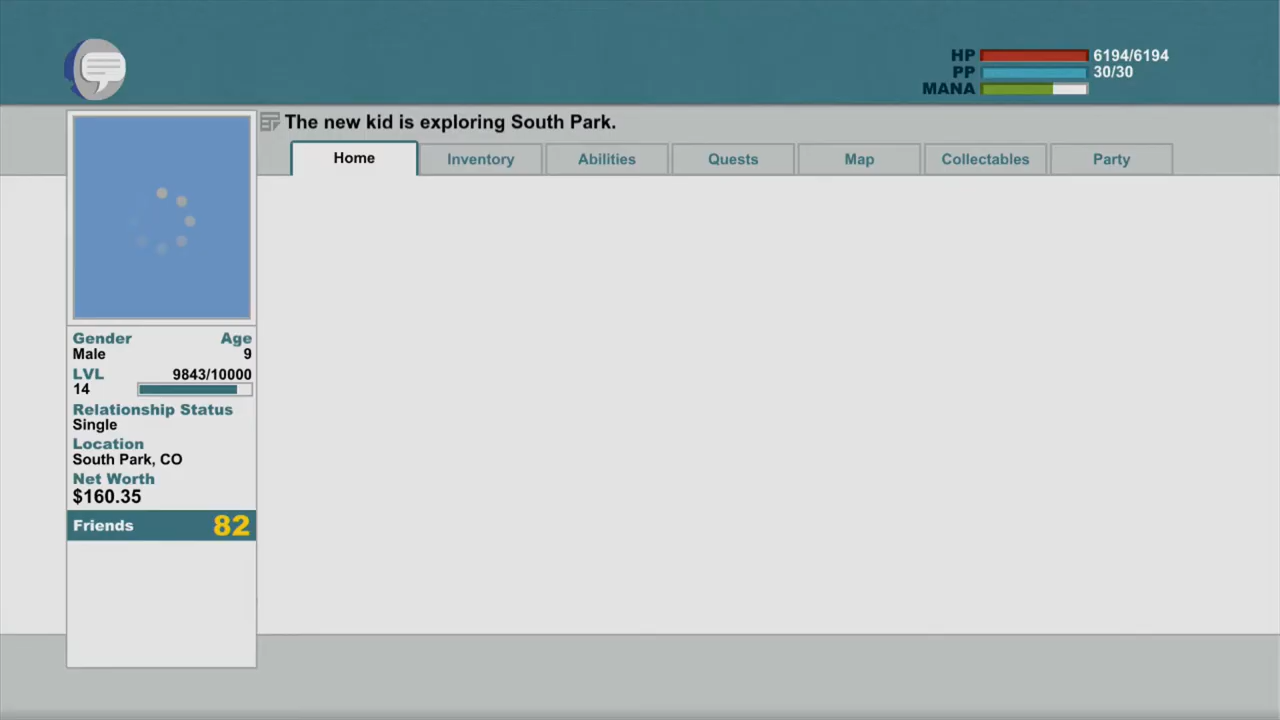 HP 6194/6194
PP 30/30
MANA
The new kid is exploring South Park.
Home Inventory Abilities Quests Map Collectables Party
Gender Age
Male 9
LVL 9843/10000
14
Relationship Status
Single
Location
South Park, CO
Net Worth
$160.35
Friends 82